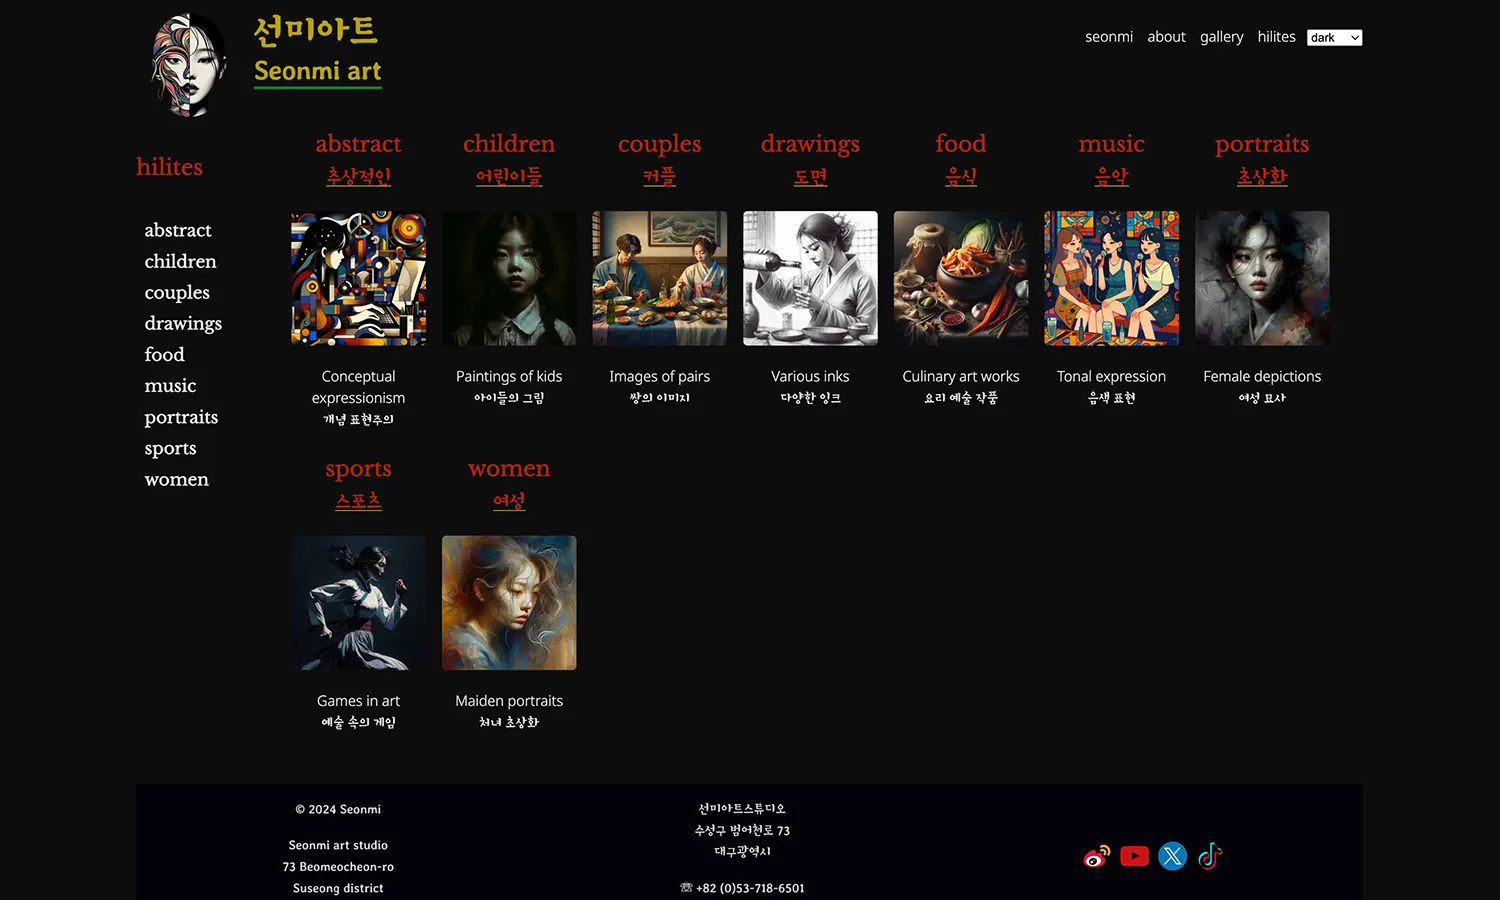 선미아트
Seonmi art
seonmi about gallery hilites dark
hilites
abstract
children
couples
drawings
food
music
portraits
sports
women
abstract
추상적인
Conceptual
expressionism
개념 표현주의
children
어린이들
Paintings of kids
아이들의 그림
couples
커플
Images of pairs
쌍의 이미지
drawings
도면
Various inks
다양한 잉크
food
음식
Culinary art works
요리 예술 작품
music
음악
Tonal expression
음색 표현
portraits
초상화
Female depictions
여성 묘사
sports
스포츠
Games in art
예술 속의 게임
women
여성
Maiden portraits
처녀 초상화
© 2024 Seonmi
Seonmi art studio
73 Beomeocheon-ro
Suseong district
선미아트스튜디오
수성구 범어천로 73
대구광역시
☏ +82 (0)53-718-6501